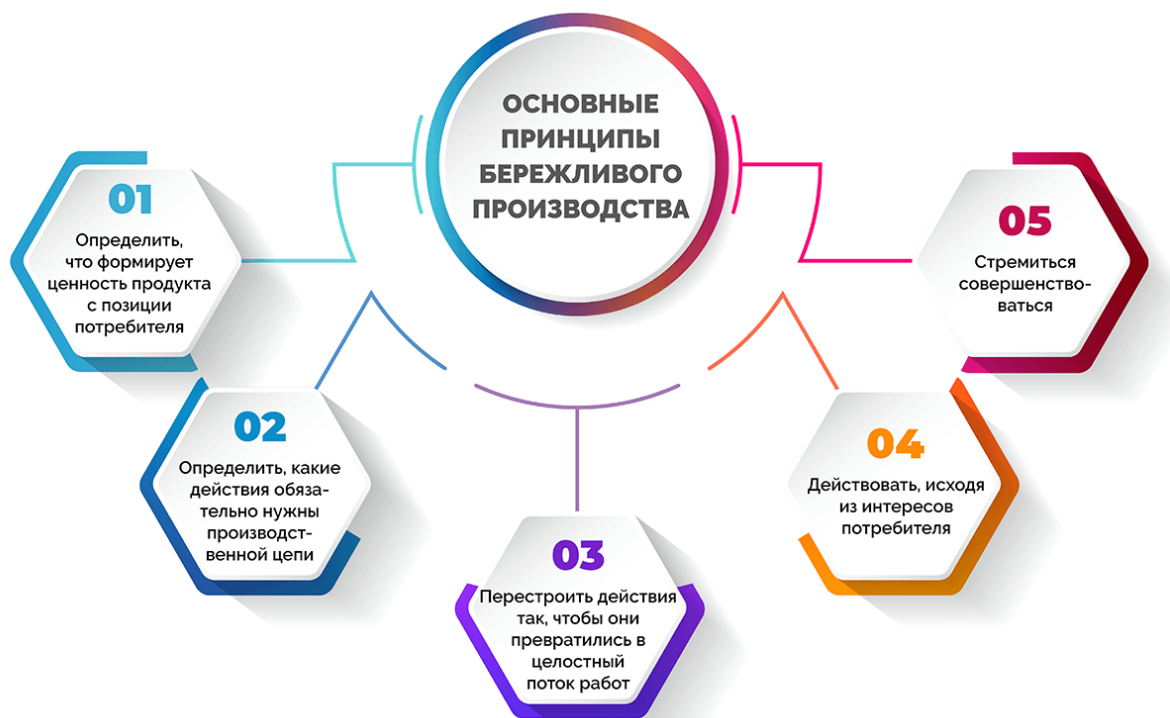 ОСНОВНЫЕ
ПРИНЦИПЫ
БЕРЕЖЛИВОГО
ПРОИЗВОДСТВА
01
Определить,
что формирует
ценность продукта
с позиции
потребителя
02
Определить, какие
действия обяза-
тельно нужны
производст-
венной цепи
03
Перестроить действия
так, чтобы они
превратились в
целостный
поток работ
04
Действовать, исходя
из интересов
потребителя
05
Стремиться
совершенство-
ваться